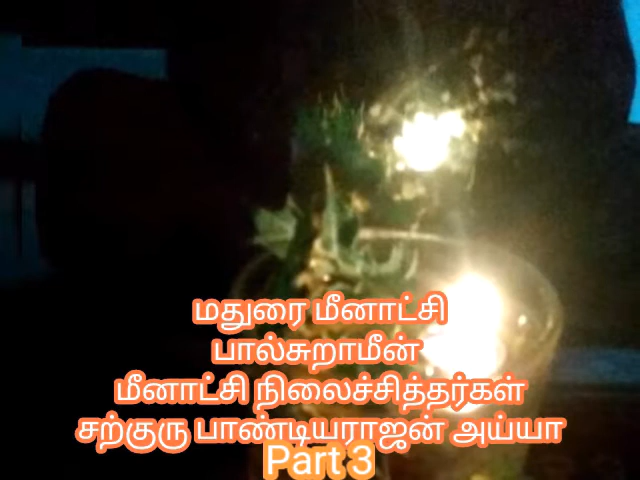 மதுரை மீனாட்சி
பால்சுறாமீன்
மீனாட்சி நிலைச்சித்தர்கள்
சற்குரு பாண்டியராஜன் அய்யா
Part 3